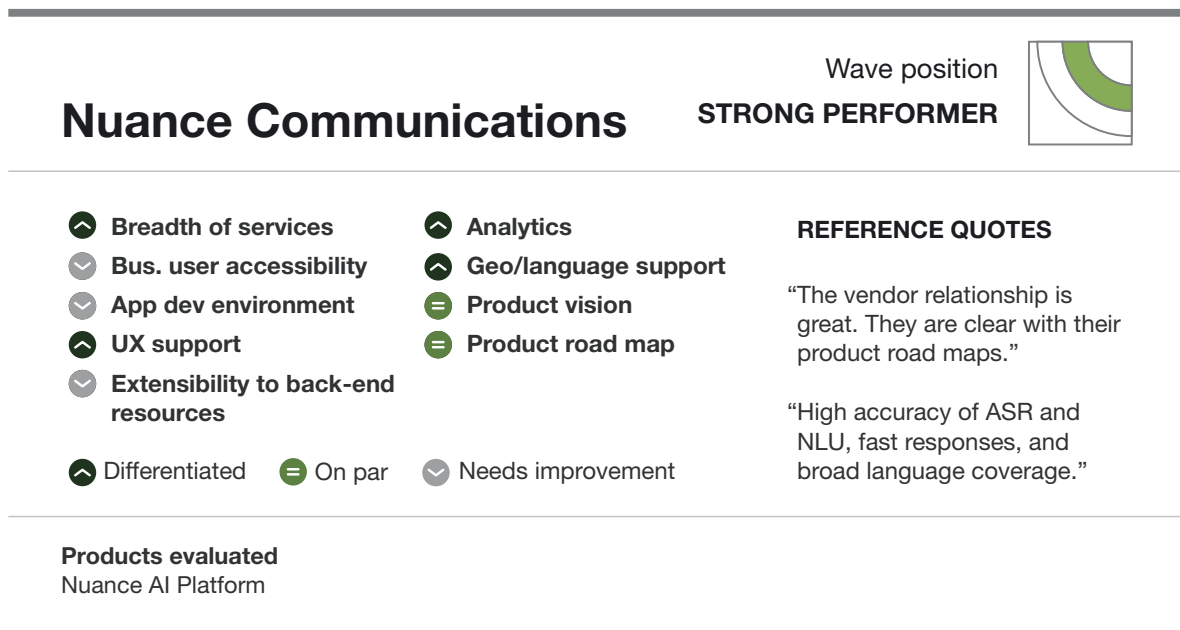 Wave position
Nuance Communications
STRONG PERFORMER
Breadth of services
Bus. user accessibility
App dev environment
UX support
Extensibility to back-end
resources
Analytics
Geo/language support
Product vision
Product road map
Differentiated
On par
Needs improvement
REFERENCE QUOTES
“The vendor relationship is
great. They are clear with their
product road maps.”
“High accuracy of ASR and
NLU, fast responses, and
broad language coverage.”
Products evaluated
Nuance AI Platform